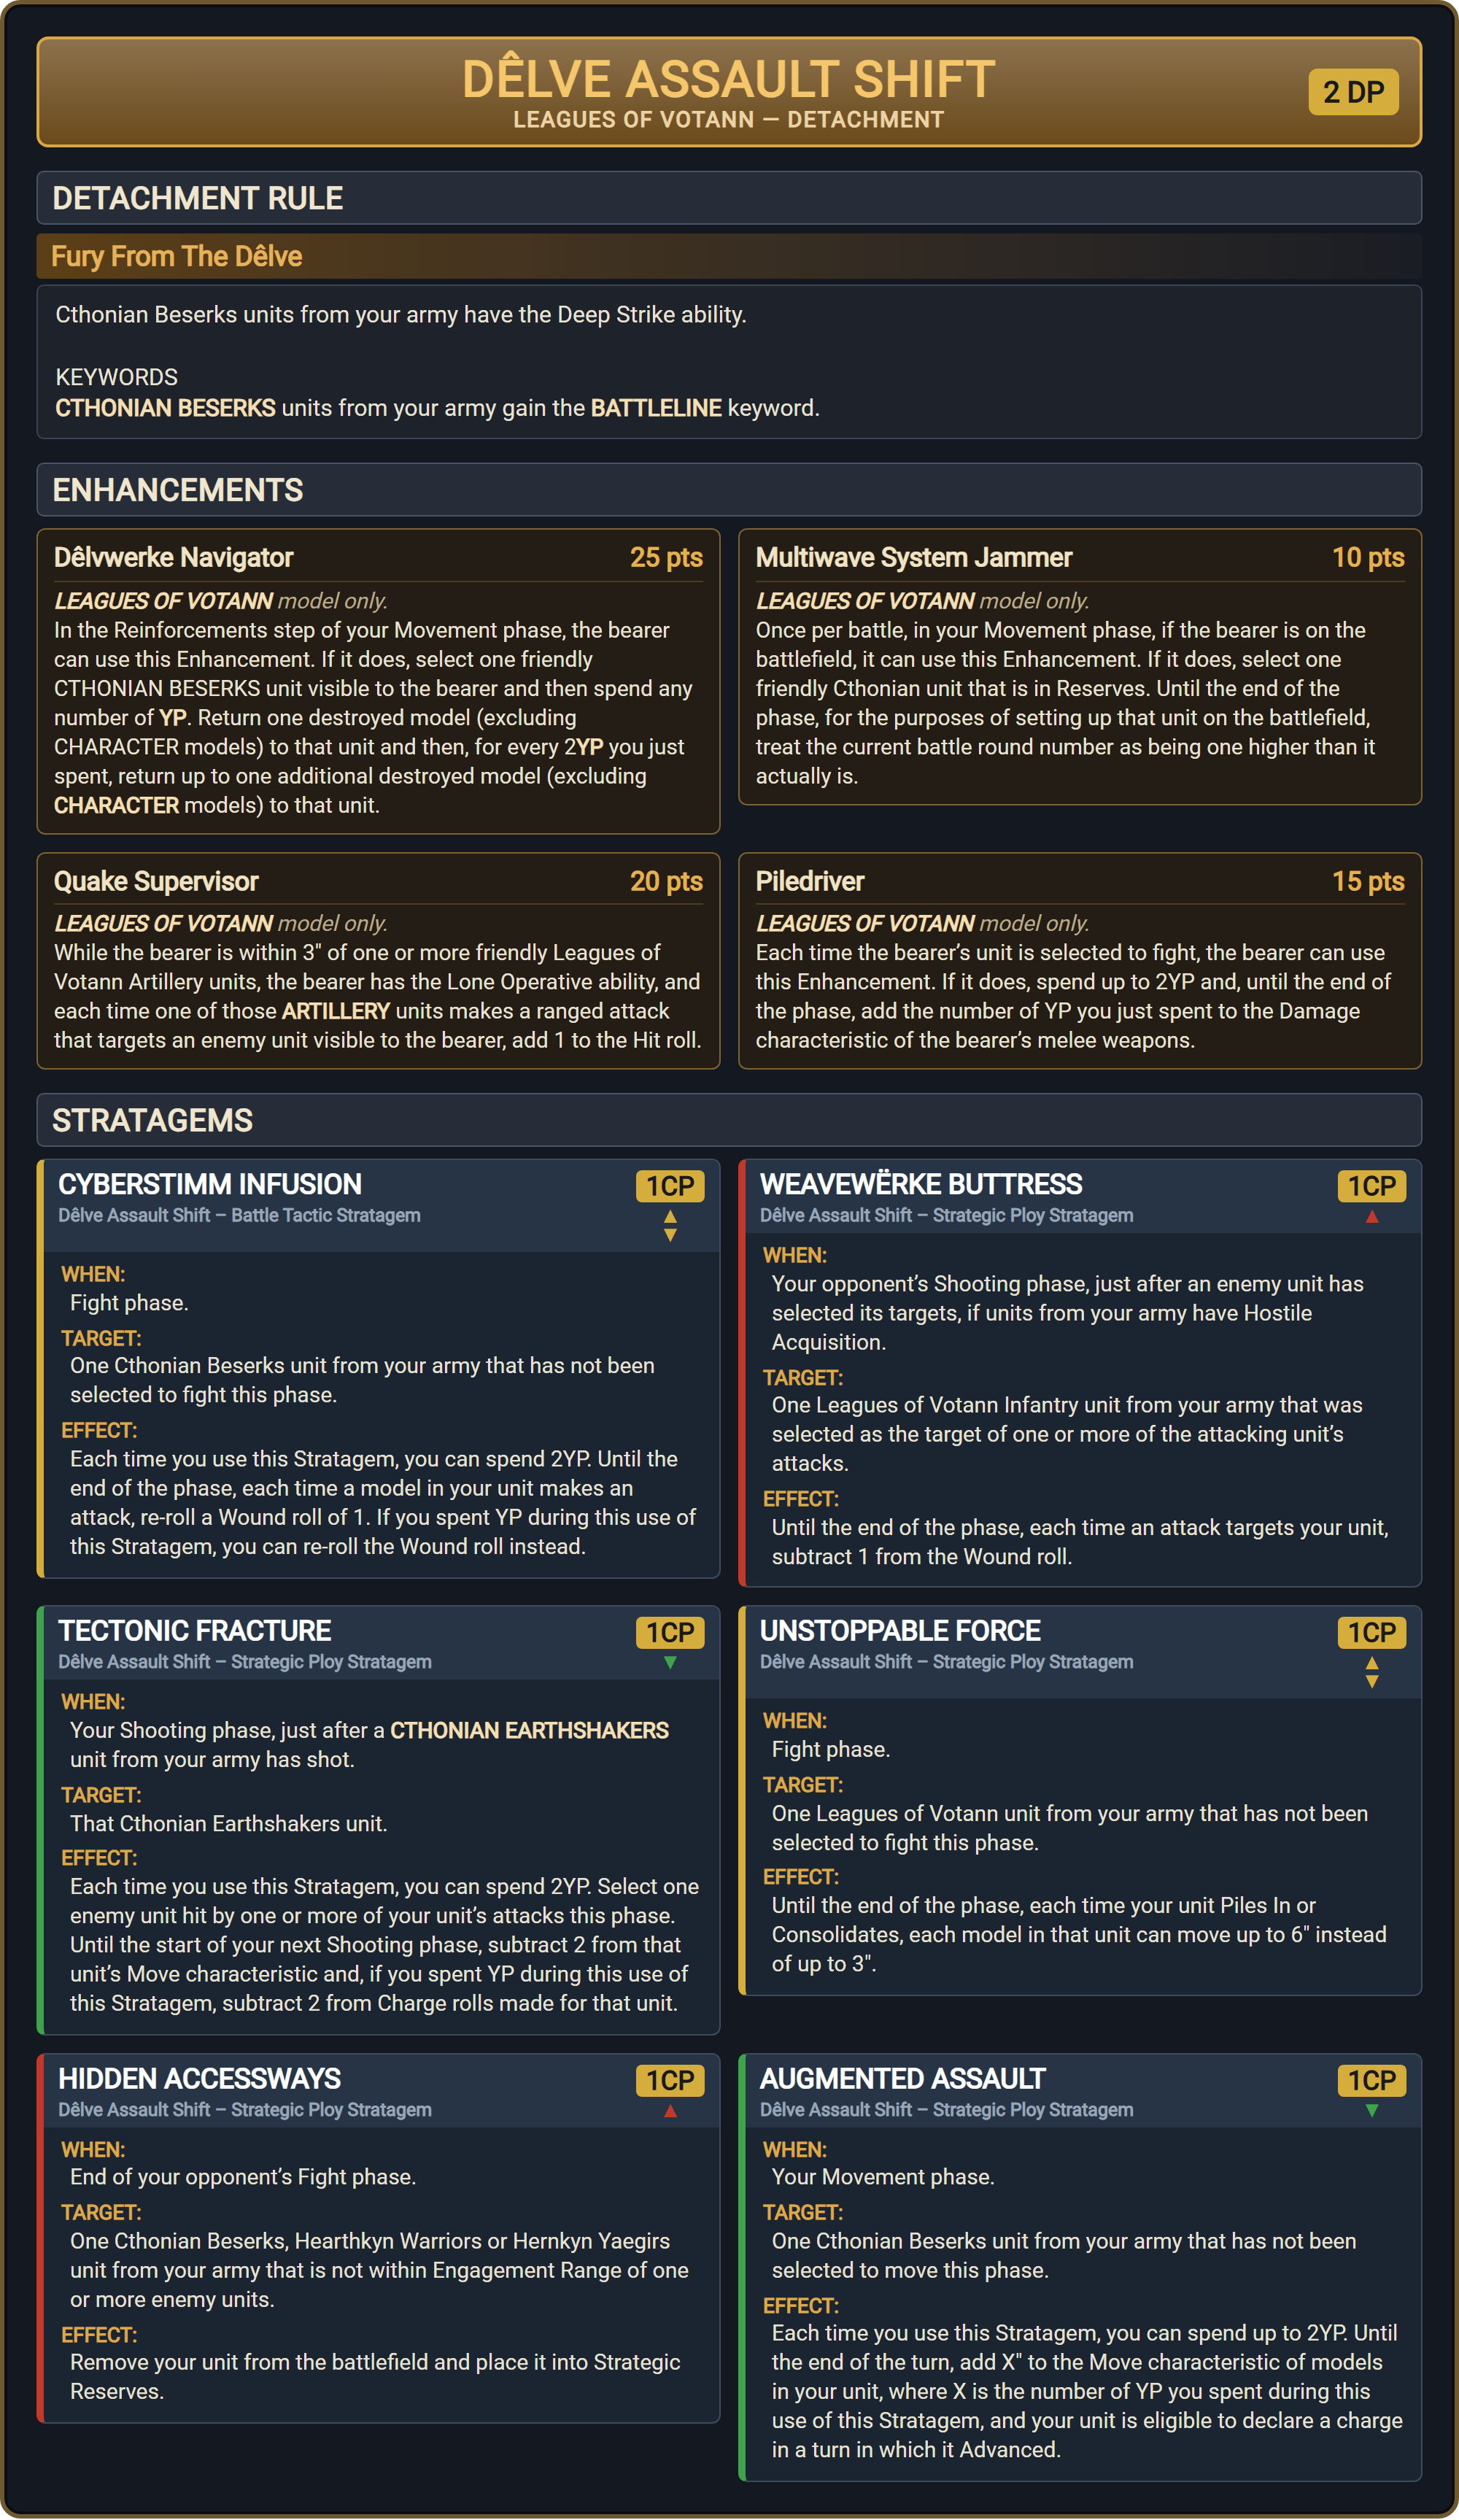 DÊLVE ASSAULT SHIFT
LEAGUES OF VOTANN — DETACHMENT
2 DP
DETACHMENT RULE
Fury From The Dêlve
Cthonian Beserks units from your army have the Deep Strike ability.
KEYWORDS
CTHONIAN BESERKS units from your army gain the BATTLELINE keyword.
ENHANCEMENTS
Dêlvwerke Navigator
25 pts
LEAGUES OF VOTANN model only.
In the Reinforcements step of your Movement phase, the bearer
can use this Enhancement. If it does, select one friendly
CTHONIAN BESERKS unit visible to the bearer and then spend any
number of YP. Return one destroyed model (excluding
CHARACTER models) to that unit and then, for every 2YP you just
spent, return up to one additional destroyed model (excluding
CHARACTER models) to that unit.
Multiwave System Jammer
10 pts
LEAGUES OF VOTANN model only.
Once per battle, in your Movement phase, if the bearer is on the
battlefield, it can use this Enhancement. If it does, select one
friendly Cthonian unit that is in Reserves. Until the end of the
phase, for the purposes of setting up that unit on the battlefield,
treat the current battle round number as being one higher than it
actually is.
Quake Supervisor
20 pts
LEAGUES OF VOTANN model only.
While the bearer is within 3" of one or more friendly Leagues of
Votann Artillery units, the bearer has the Lone Operative ability, and
each time one of those ARTILLERY units makes a ranged attack
that targets an enemy unit visible to the bearer, add 1 to the Hit roll.
Piledriver
15 pts
LEAGUES OF VOTANN model only.
Each time the bearer’s unit is selected to fight, the bearer can use
this Enhancement. If it does, spend up to 2YP and, until the end of
the phase, add the number of YP you just spent to the Damage
characteristic of the bearer’s melee weapons.
STRATAGEMS
CYBERSTIMM INFUSION
1CP
Dêlve Assault Shift – Battle Tactic Stratagem
▲
▼
WHEN:
Fight phase.
TARGET:
One Cthonian Beserks unit from your army that has not been
selected to fight this phase.
EFFECT:
Each time you use this Stratagem, you can spend 2YP. Until the
end of the phase, each time a model in your unit makes an
attack, re-roll a Wound roll of 1. If you spent YP during this use of
this Stratagem, you can re-roll the Wound roll instead.
WEAVEWËRKE BUTTRESS
1CP
Dêlve Assault Shift – Strategic Ploy Stratagem
▲
WHEN:
Your opponent’s Shooting phase, just after an enemy unit has
selected its targets, if units from your army have Hostile
Acquisition.
TARGET:
One Leagues of Votann Infantry unit from your army that was
selected as the target of one or more of the attacking unit’s
attacks.
EFFECT:
Until the end of the phase, each time an attack targets your unit,
subtract 1 from the Wound roll.
TECTONIC FRACTURE
1CP
Dêlve Assault Shift – Strategic Ploy Stratagem
▼
WHEN:
Your Shooting phase, just after a CTHONIAN EARTHSHAKERS
unit from your army has shot.
TARGET:
That Cthonian Earthshakers unit.
EFFECT:
Each time you use this Stratagem, you can spend 2YP. Select one
enemy unit hit by one or more of your unit’s attacks this phase.
Until the start of your next Shooting phase, subtract 2 from that
unit’s Move characteristic and, if you spent YP during this use of
this Stratagem, subtract 2 from Charge rolls made for that unit.
UNSTOPPABLE FORCE
1CP
Dêlve Assault Shift – Strategic Ploy Stratagem
▲
▼
WHEN:
Fight phase.
TARGET:
One Leagues of Votann unit from your army that has not been
selected to fight this phase.
EFFECT:
Until the end of the phase, each time your unit Piles In or
Consolidates, each model in that unit can move up to 6" instead
of up to 3".
HIDDEN ACCESSWAYS
1CP
Dêlve Assault Shift – Strategic Ploy Stratagem
▲
WHEN:
End of your opponent’s Fight phase.
TARGET:
One Cthonian Beserks, Hearthkyn Warriors or Hernkyn Yaegirs
unit from your army that is not within Engagement Range of one
or more enemy units.
EFFECT:
Remove your unit from the battlefield and place it into Strategic
Reserves.
AUGMENTED ASSAULT
1CP
Dêlve Assault Shift – Strategic Ploy Stratagem
▼
WHEN:
Your Movement phase.
TARGET:
One Cthonian Beserks unit from your army that has not been
selected to move this phase.
EFFECT:
Each time you use this Stratagem, you can spend up to 2YP. Until
the end of the turn, add X" to the Move characteristic of models
in your unit, where X is the number of YP you spent during this
use of this Stratagem, and your unit is eligible to declare a charge
in a turn in which it Advanced.